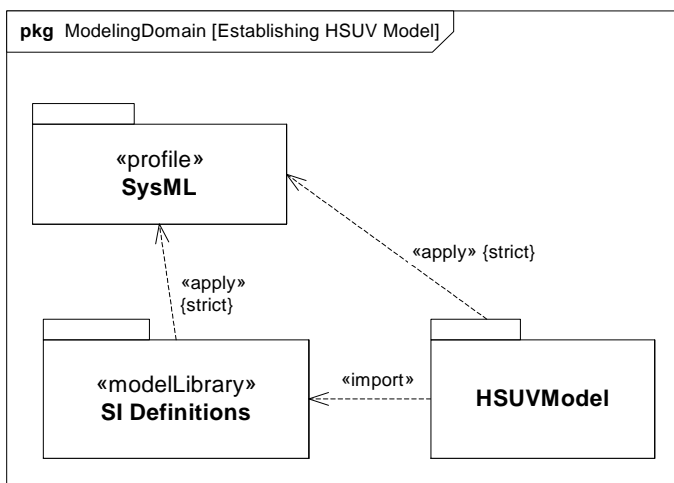 pkg ModelingDomain [Establishing HSUV Model]
«profile»
SysML
«apply» {strict}
«apply»
{strict}
«modelLibrary»
SI Definitions
«import»
HSUVModel